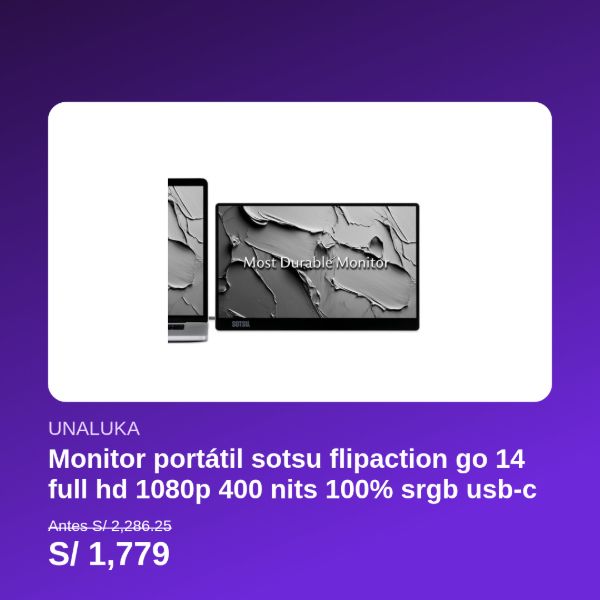 Most Durable Monitor
SOTSU
UNALUKA
Monitor portátil sotsu flipaction go 14
full hd 1080p 400 nits 100% srgb usb-c
Antes S/ 2,286.25
S/ 1,779